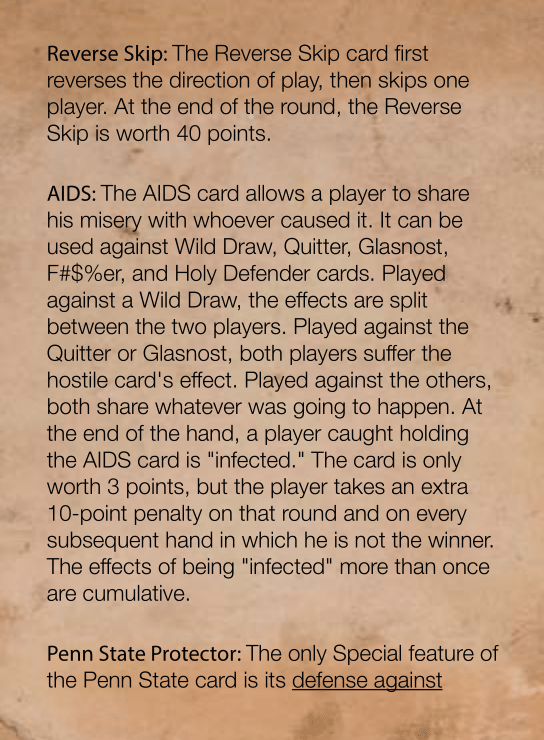 Reverse Skip: The Reverse Skip card first
reverses the direction of play, then skips one
player. At the end of the round, the Reverse
Skip is worth 40 points.
AIDS: The AIDS card allows a player to share
his misery with whoever caused it. It can be
used against Wild Draw, Quitter, Glasnost,
F#$%er, and Holy Defender cards. Played
against a Wild Draw, the effects are split
between the two players. Played against the
Quitter or Glasnost, both players suffer the
hostile card's effect. Played against the others,
both share whatever was going to happen. At
the end of the hand, a player caught holding
the AIDS card is "infected." The card is only
worth 3 points, but the player takes an extra
10-point penalty on that round and on every
subsequent hand in which he is not the winner.
The effects of being "infected" more than once
are cumulative.
Penn State Protector: The only Special feature of
the Penn State card is its defense against